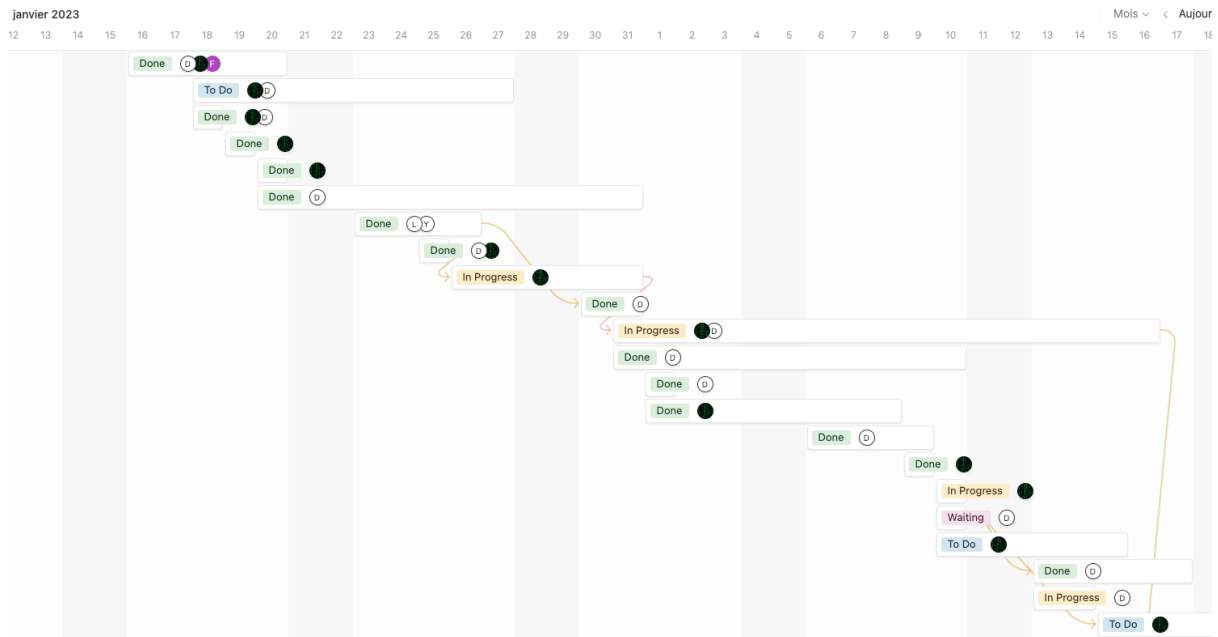 janvier 2023 Mois Aujour
12 13 14 15 16 17 18 19 20 21 22 23 24 25 26 27 28 29 30 31 1 2 3 4 5 6 7 8 9 10 11 12 13 14 15 16 17 18
Done D F
To Do D
Done D
Done
Done
Done D
Done L Y
Done D
In Progress
Done D
In Progress D
Done D
Done D
Done
Done D
Done
In Progress
Waiting D
To Do
Done D
In Progress D
To Do